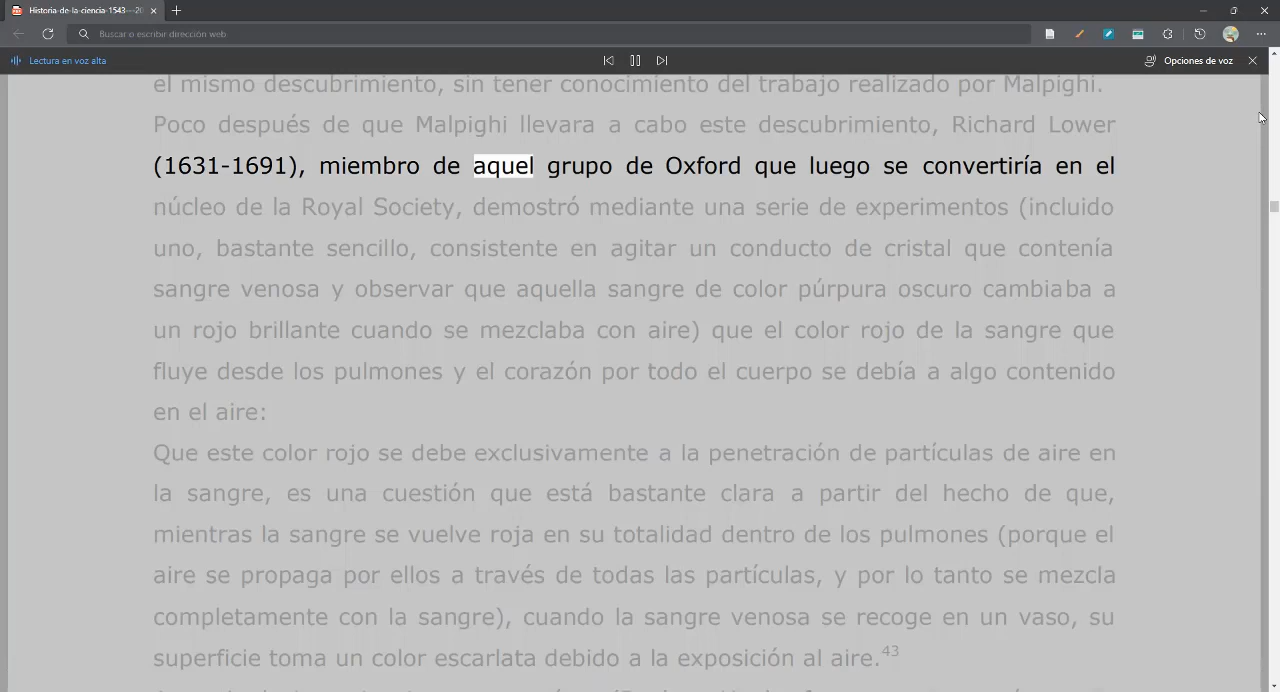 Historia-de-la-ciencia-1543---20
Buscar o escribir dirección web
Lectura en voz alta
Opciones de voz
el mismo descubrimiento, sin tener conocimiento del trabajo realizado por Malpighi.
Poco después de que Malpighi llevara a cabo este descubrimiento, Richard Lower
(1631-1691), miembro de aquel grupo de Oxford que luego se convertiría en el
núcleo de la Royal Society, demostró mediante una serie de experimentos (incluido
uno, bastante sencillo, consistente en agitar un conducto de cristal que contenía
sangre venosa y observar que aquella sangre de color púrpura oscuro cambiaba a
un rojo brillante cuando se mezclaba con aire) que el color rojo de la sangre que
fluye desde los pulmones y el corazón por todo el cuerpo se debía a algo contenido
en el aire:
Que este color rojo se debe exclusivamente a la penetración de partículas de aire en
la sangre, es una cuestión que está bastante clara a partir del hecho de que,
mientras la sangre se vuelve roja en su totalidad dentro de los pulmones (porque el
aire se propaga por ellos a través de todas las partículas, y por lo tanto se mezcla
completamente con la sangre), cuando la sangre venosa se recoge en un vaso, su
superficie toma un color escarlata debido a la exposición al aire.43